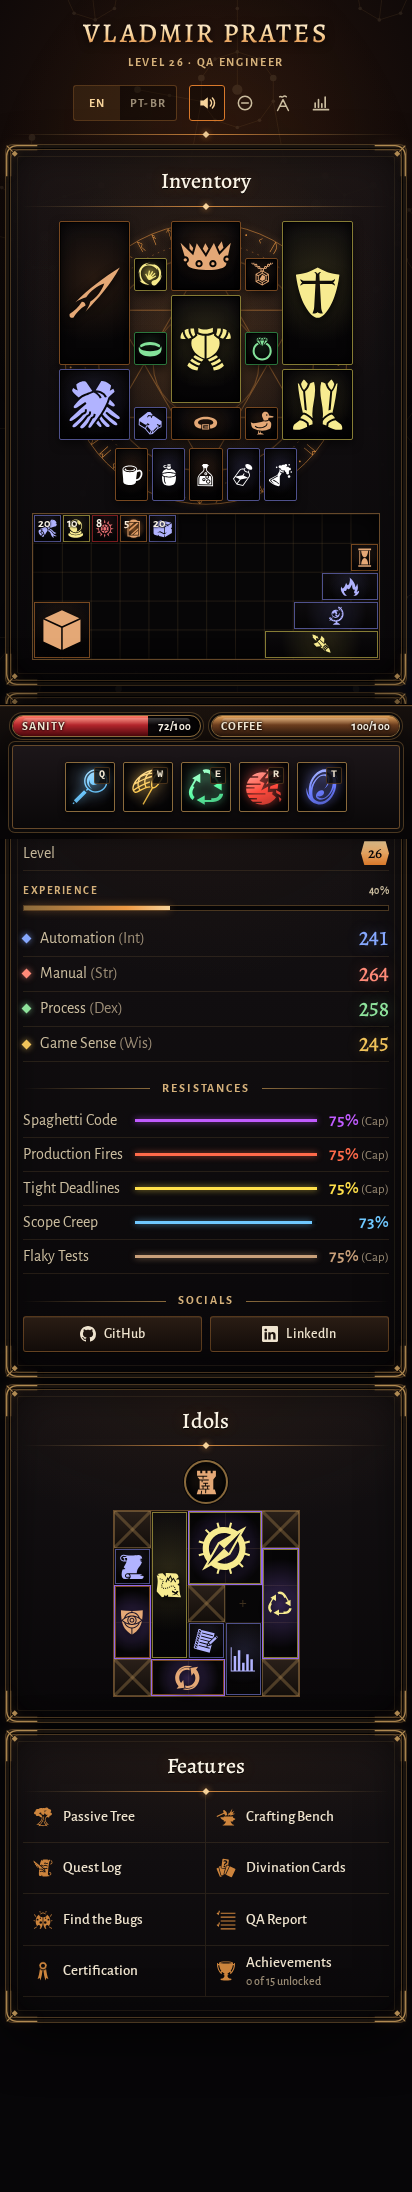 VLADMIR PRATES
LEVEL 26 · QA ENGINEER
EN PT-BR
Inventory
20 10 8 5 20
SANITY 72/100 COFFEE 100/100
Q W E R T
Level 26
EXPERIENCE 40%
Automation (Int) 241
Manual (Str) 264
Process (Dex) 258
Game Sense (Wis) 245
RESISTANCES
Spaghetti Code 75% (Cap)
Production Fires 75% (Cap)
Tight Deadlines 75% (Cap)
Scope Creep 73%
Flaky Tests 75% (Cap)
SOCIALS
GitHub LinkedIn
Idols
+
Features
Passive Tree Crafting Bench
Quest Log Divination Cards
Find the Bugs QA Report
Certification Achievements
0 of 15 unlocked